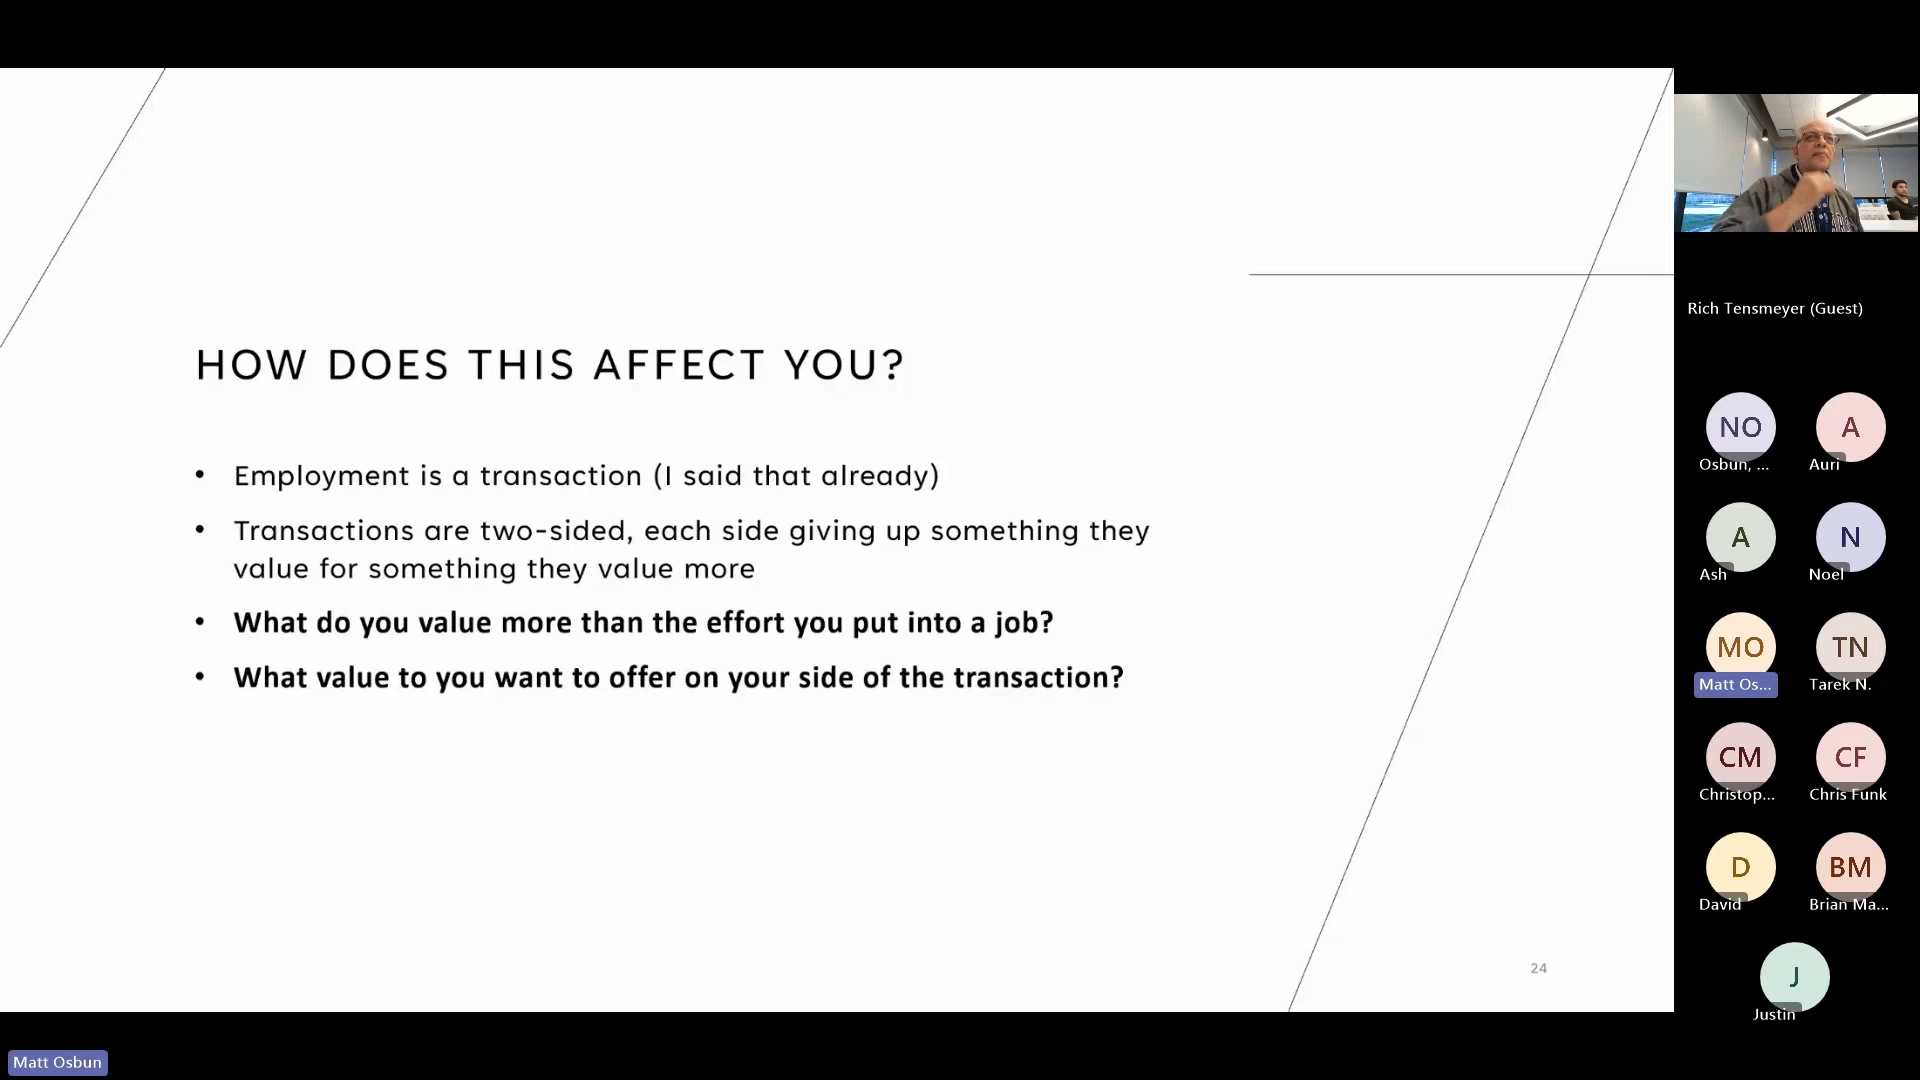 HOW DOES THIS AFFECT YOU?
• Employment is a transaction (I said that already)
• Transactions are two-sided, each side giving up something they
value for something they value more
• What do you value more than the effort you put into a job?
• What value to you want to offer on your side of the transaction?
24
Rich Tensmeyer (Guest)
NO
A
Osbun, ...
Auri
A
N
Ash
Noel
MO
TN
Matt Os...
Tarek N.
CM
CF
Christop...
Chris Funk
D
BM
David
Brian Ma...
J
Justin
Matt Osbun